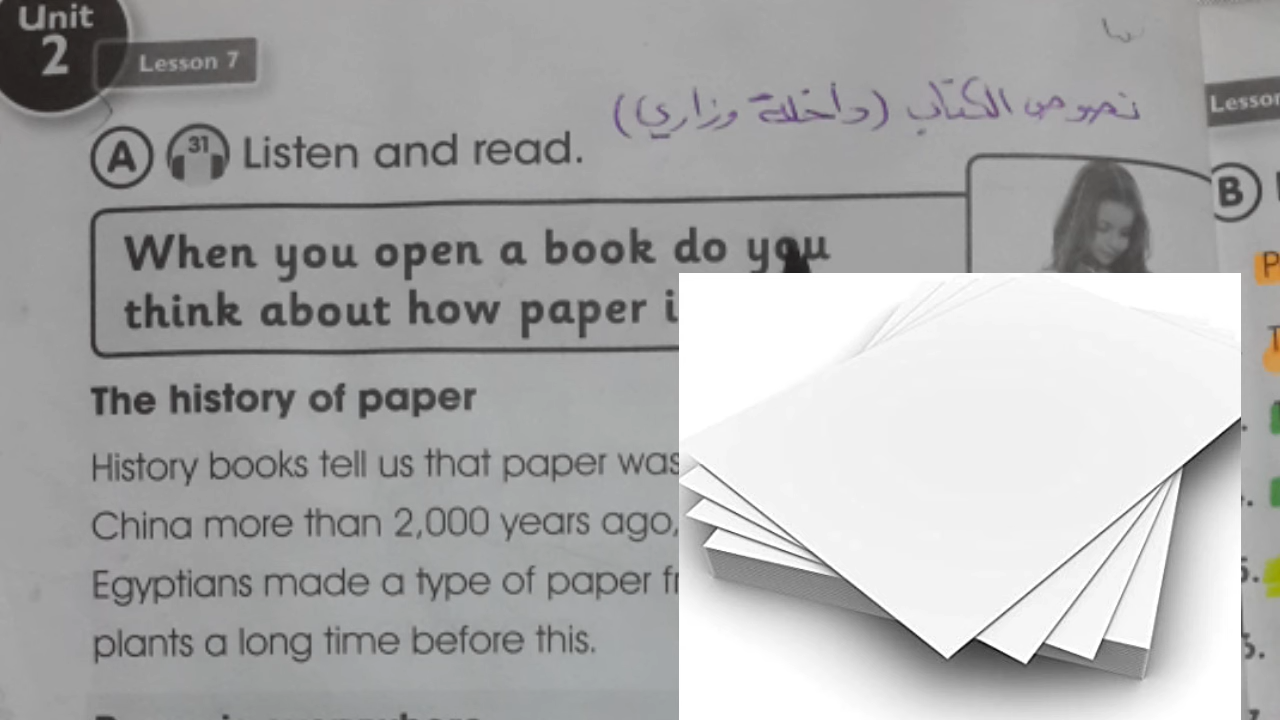 Unit
2
Lesson 7
نصوص الكتاب (داخلة وزاري)
A 31 Listen and read.
When you open a book do you
think about how paper i
The history of paper
History books tell us that paper was
China more than 2,000 years ago,
Egyptians made a type of paper fr
plants a long time before this.
Lesson
B